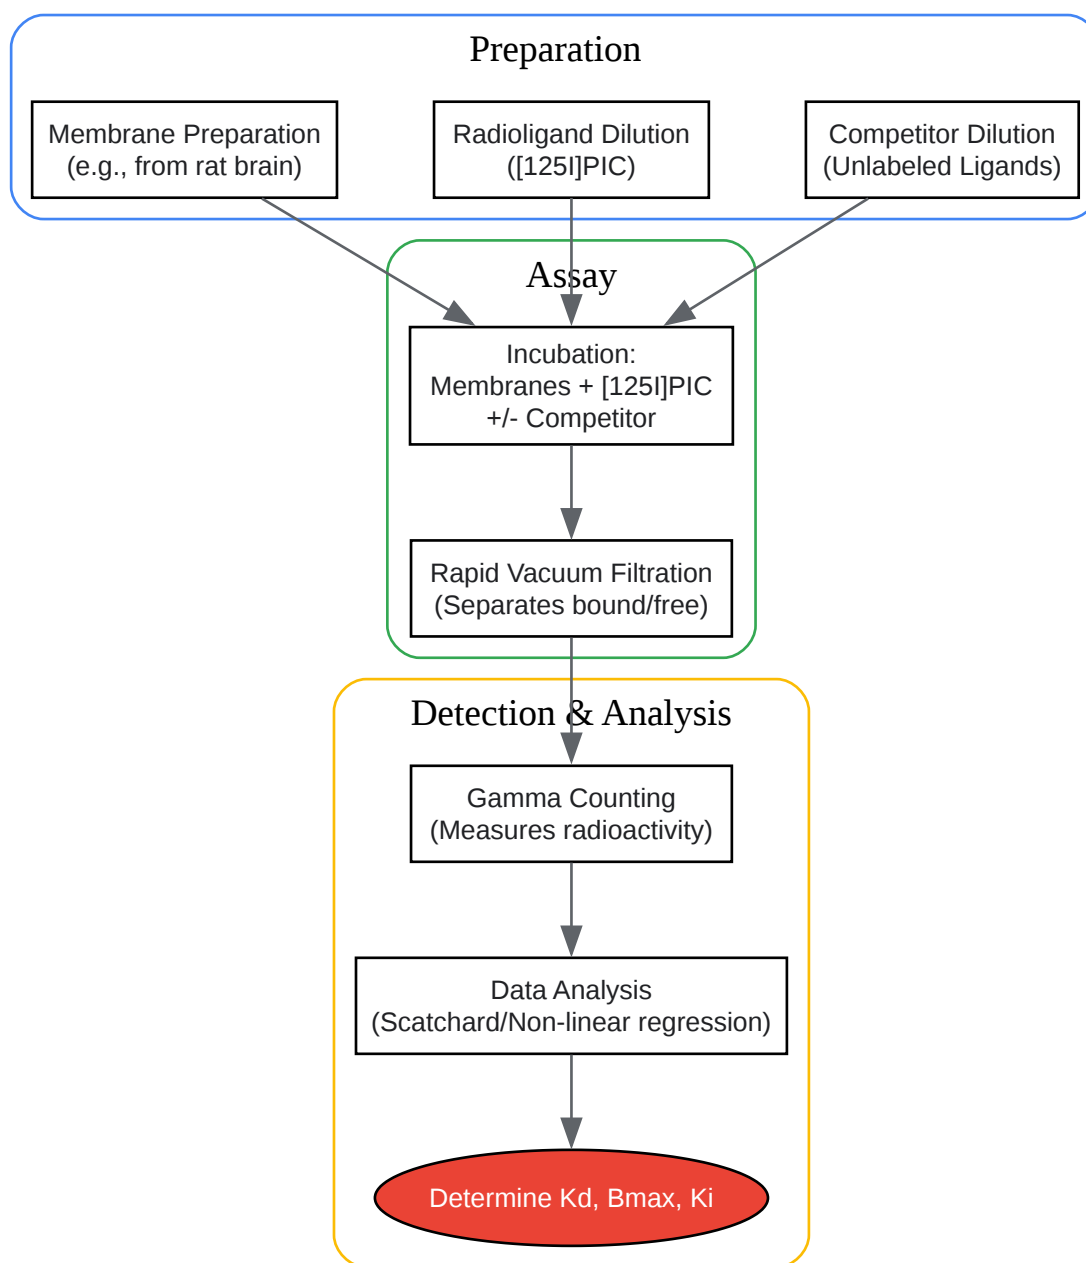 Preparation
Membrane Preparation
(e.g., from rat brain)
Radioligand Dilution
([125I]PIC)
Competitor Dilution
(Unlabeled Ligands)
Assay
Incubation:
Membranes + [125I]PIC
+/- Competitor
Rapid Vacuum Filtration
(Separates bound/free)
Detection & Analysis
Gamma Counting
(Measures radioactivity)
Data Analysis
(Scatchard/Non-linear regression)
Determine Kd, Bmax, Ki